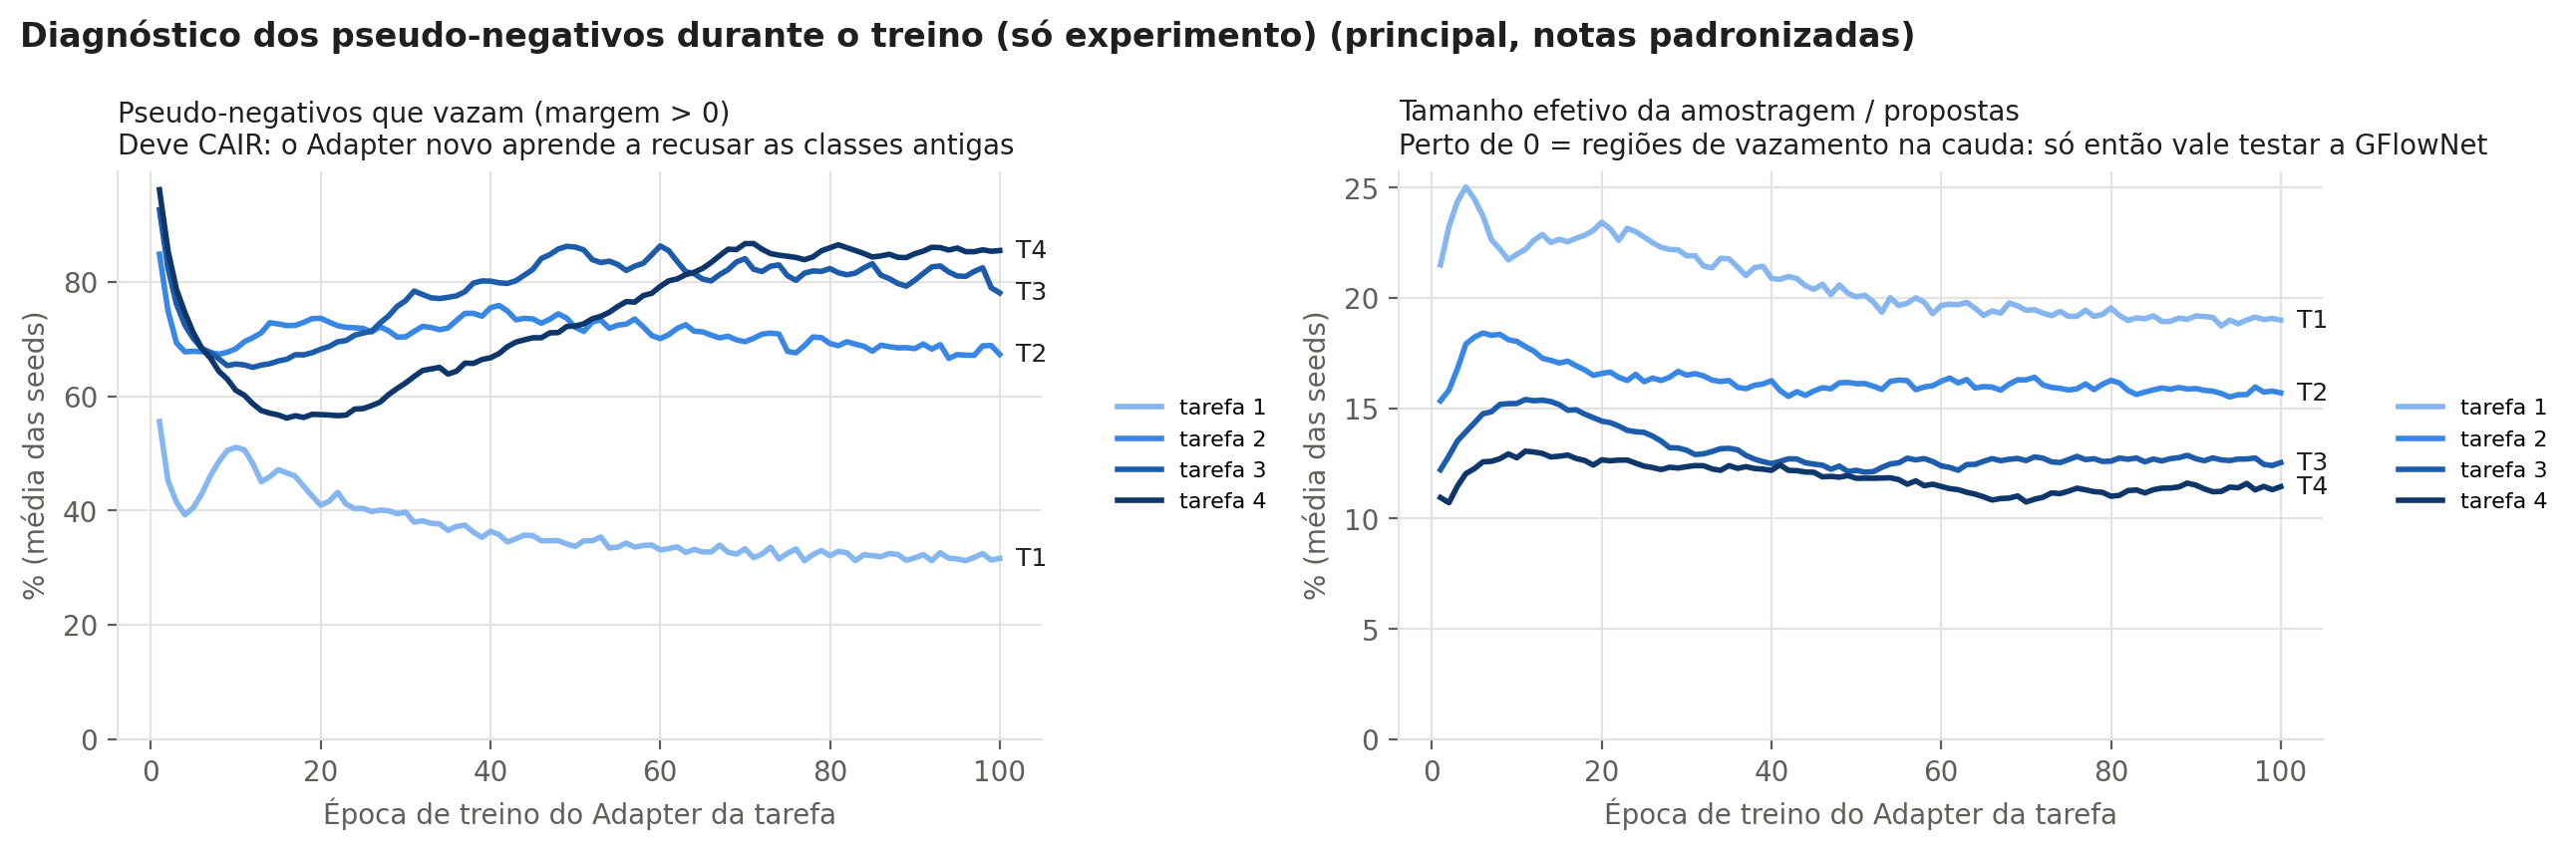 Diagnóstico dos pseudo-negativos durante o treino (só experimento) (principal, notas padronizadas)
Pseudo-negativos que vazam (margem > 0)
Deve CAIR: o Adapter novo aprende a recusar as classes antigas
% (média das seeds)
80
60
40
20
0
0 20 40 60 80 100
Época de treino do Adapter da tarefa
T4
T3
T2
T1
tarefa 1
tarefa 2
tarefa 3
tarefa 4
Tamanho efetivo da amostragem / propostas
Perto de 0 = regiões de vazamento na cauda: só então vale testar a GFlowNet
% (média das seeds)
25
20
15
10
5
0
0 20 40 60 80 100
Época de treino do Adapter da tarefa
T1
T2
T3
T4
tarefa 1
tarefa 2
tarefa 3
tarefa 4